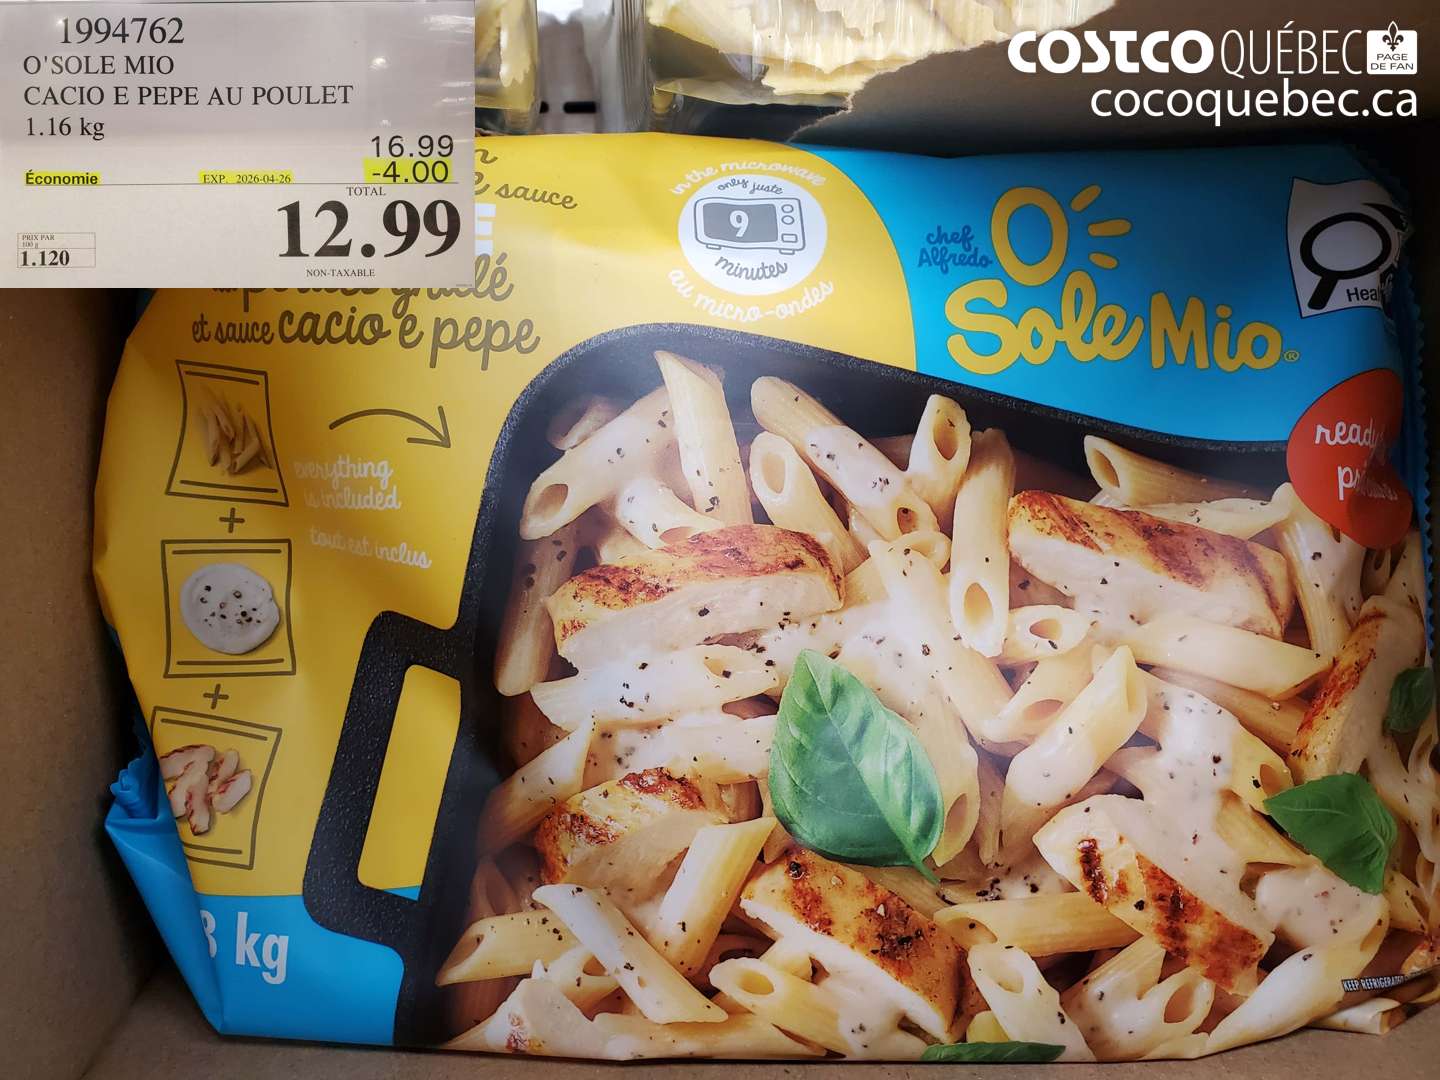 1994762
O'SOLE MIO
CACIO E PEPE AU POULET
1.16 kg
16.99
Économie
EXP. 2026-04-26
-4.00
TOTAL
12.99
PRIX PAR
100 g
1.120
NON-TAXABLE
COSTCO QUÉBEC
PAGE
DE FAN
cocoquebec.ca
sauce
et sauce cacio e pepe
in the microwave
only juste
9
minutes
au micro-ondes
chef
Alfredo
O
Sole Mio®
everything
is included
tout est inclus
+
+
kg
KEEP REFRIGERATED